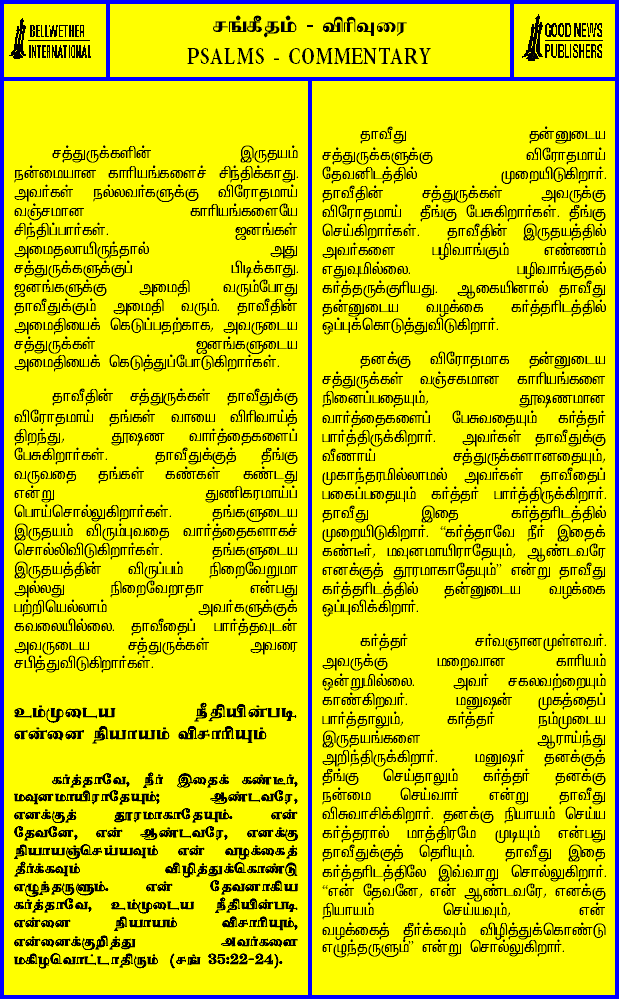 BELLWETHER
INTERNATIONAL
சங்கீதம் - விரிவுரை
PSALMS - COMMENTARY
GOOD NEWS
PUBLISHERS
சத்துருக்களின் இருதயம்
நன்மையான காரியங்களைச் சிந்திக்காது.
அவர்கள் நல்லவர்களுக்கு விரோதமாய்
வஞ்சமான காரியங்களையே
சிந்திப்பார்கள். ஜனங்கள்
அமைதலாயிருந்தால் அது
சத்துருக்களுக்குப் பிடிக்காது.
ஜனங்களுக்கு அமைதி வரும்போது
தாவீதுக்கும் அமைதி வரும். தாவீதின்
அமைதியைக் கெடுப்பதற்காக, அவருடைய
சத்துருக்கள் ஜனங்களுடைய
அமைதியைக் கெடுத்துப்போடுகிறார்கள்.
தாவீதின் சத்துருக்கள் தாவீதுக்கு
விரோதமாய் தங்கள் வாயை விரிவாய்த்
திறந்து, தூஷண வார்த்தைகளைப்
பேசுகிறார்கள். தாவீதுக்குத் தீங்கு
வருவதை தங்கள் கண்கள் கண்டது
என்று துணிகரமாய்ப்
பொய்சொல்லுகிறார்கள். தங்களுடைய
இருதயம் விரும்புவதை வார்த்தைகளாகச்
சொல்லிவிடுகிறார்கள். தங்களுடைய
இருதயத்தின் விருப்பம் நிறைவேறுமா
அல்லது நிறைவேறாதா என்பது
பற்றியெல்லாம் அவர்களுக்குக்
கவலையில்லை. தாவீதைப் பார்த்தவுடன்
அவருடைய சத்துருக்கள் அவரை
சபித்துவிடுகிறார்கள்.
உம்முடைய நீதியின்படி
என்னை நியாயம் விசாரியும்
கர்த்தாவே, நீர் இதைக் கண்டீர்,
மவுனமாயிராதேயும்; ஆண்டவரே,
எனக்குத் தூரமாகாதேயும். என்
தேவனே, என் ஆண்டவரே, எனக்கு
நியாயஞ்செய்யவும் என் வழக்கைத்
தீர்க்கவும் விழித்துக்கொண்டு
எழுந்தருளும். என் தேவனாகிய
கர்த்தாவே, உம்முடைய நீதியின்படி
என்னை நியாயம் விசாரியும்,
என்னைக்குறித்து அவர்களை
மகிழவொட்டாதிரும் (சங் 35:22-24).
தாவீது தன்னுடைய
சத்துருக்களுக்கு விரோதமாய்
தேவனிடத்தில் முறையிடுகிறார்.
தாவீதின் சத்துருக்கள் அவருக்கு
விரோதமாய் தீங்கு பேசுகிறார்கள். தீங்கு
செய்கிறார்கள். தாவீதின் இருதயத்தில்
அவர்களை பழிவாங்கும் எண்ணம்
எதுவுமில்லை. பழிவாங்குதல்
கர்த்தருக்குரியது. ஆகையினால் தாவீது
தன்னுடைய வழக்கை கர்த்தரிடத்தில்
ஒப்புக்கொடுத்துவிடுகிறார்.
தனக்கு விரோதமாக தன்னுடைய
சத்துருக்கள் வஞ்சகமான காரியங்களை
நினைப்பதையும், தூஷணமான
வார்த்தைகளைப் பேசுவதையும் கர்த்தர்
பார்த்திருக்கிறார். அவர்கள் தாவீதுக்கு
வீணாய் சத்துருக்களானதையும்,
முகாந்தரமில்லாமல் அவர்கள் தாவீதைப்
பகைப்பதையும் கர்த்தர் பார்த்திருக்கிறார்.
தாவீது இதை கர்த்தரிடத்தில்
முறையிடுகிறார். “கர்த்தாவே நீர் இதைக்
கண்டீர், மவுனமாயிராதேயும், ஆண்டவரே
எனக்குத் தூரமாகாதேயும்” என்று தாவீது
கர்த்தரிடத்தில் தன்னுடைய வழக்கை
ஒப்புவிக்கிறார்.
கர்த்தர் சர்வஞானமுள்ளவர்.
அவருக்கு மறைவான காரியம்
ஒன்றுமில்லை. அவர் சகலவற்றையும்
காண்கிறவர். மனுஷன் முகத்தைப்
பார்த்தாலும், கர்த்தர் நம்முடைய
இருதயங்களை ஆராய்ந்து
அறிந்திருக்கிறார். மனுஷர் தனக்குத்
தீங்கு செய்தாலும் கர்த்தர் தனக்கு
நன்மை செய்வார் என்று தாவீது
விசுவாசிக்கிறார். தனக்கு நியாயம் செய்ய
கர்த்தரால் மாத்திரமே முடியும் என்பது
தாவீதுக்குத் தெரியும். தாவீது இதை
கர்த்தரிடத்திலே இவ்வாறு சொல்லுகிறார்.
“என் தேவனே, என் ஆண்டவரே, எனக்கு
நியாயம் செய்யவும், என்
வழக்கைத் தீர்க்கவும் விழித்துக்கொண்டு
எழுந்தருளும்” என்று சொல்லுகிறார்.